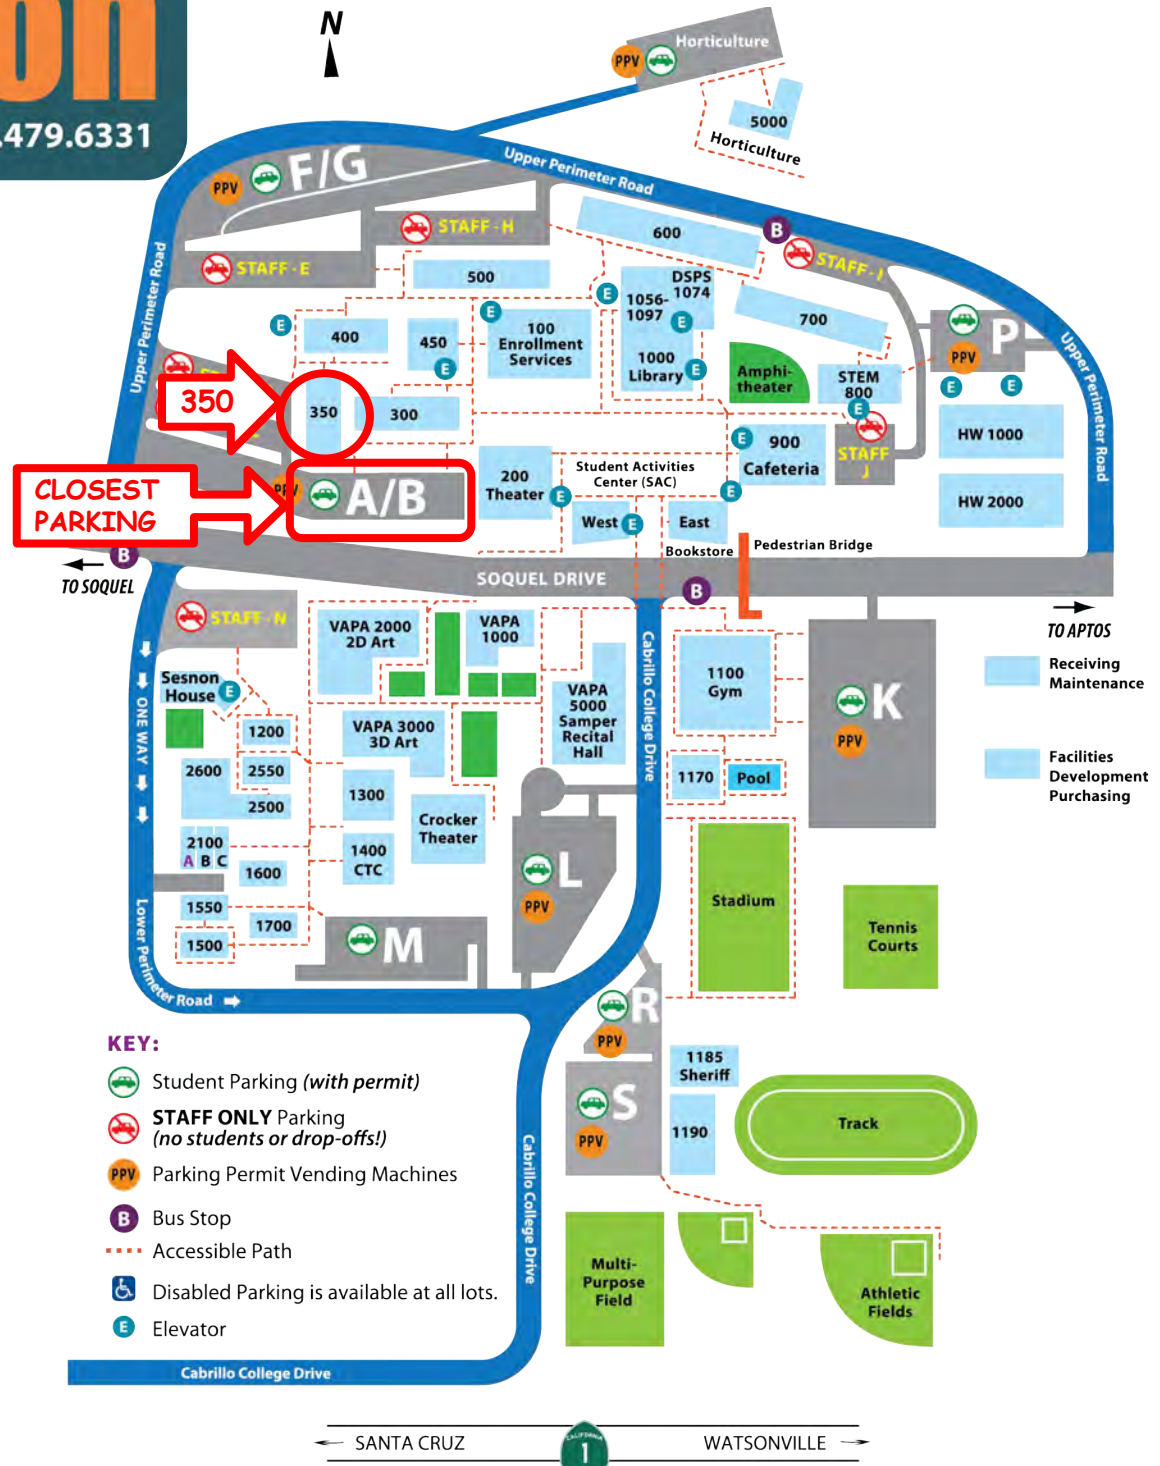 on
.479.6331
N
Horticulture
PPV
5000
Horticulture
Upper Perimeter Road
F/G
PPV
STAFF - H
STAFF - E
600
B
STAFF - J
500
DSPS
1074
1056-
1097
E
E
E
E
700
P
PPV
Upper Perimeter Road
Upper Perimeter Road
400
450
E
100
Enrollment
Services
1000
Library
E
Amphi-
theater
STEM
800
E
E
E
350
350
300
HW 1000
HW 2000
E
900
Cafeteria
STAFF
J
CLOSEST
PARKING
PPV
A/B
200
Theater
E
Student Activities
Center (SAC)
E
West
E
East
Bookstore
Pedestrian Bridge
B
TO SOQUEL
SOQUEL DRIVE
B
TO APTOS
STAFF - N
VAPA 2000
2D Art
VAPA
1000
Cabrillo College Drive
1100
Gym
K
PPV
Receiving
Maintenance
Facilities
Development
Purchasing
Sesnon
House
E
ONE WAY
1200
2600
2550
2500
VAPA 3000
3D Art
VAPA
5000
Samper
Recital
Hall
1170
Pool
1300
Crocker
Theater
2100
A B C
1600
1400
CTC
L
PPV
Stadium
Tennis
Courts
1550
1700
1500
M
Lower Perimeter Road
R
PPV
KEY:
Student Parking (with permit)
STAFF ONLY Parking
(no students or drop-offs!)
PPV Parking Permit Vending Machines
B Bus Stop
Accessible Path
Disabled Parking is available at all lots.
E Elevator
S
PPV
1185
Sheriff
1190
Track
Cabrillo College Drive
Multi-
Purpose
Field
Athletic
Fields
Cabrillo College Drive
SANTA CRUZ
CALIFORNIA
1
WATSONVILLE